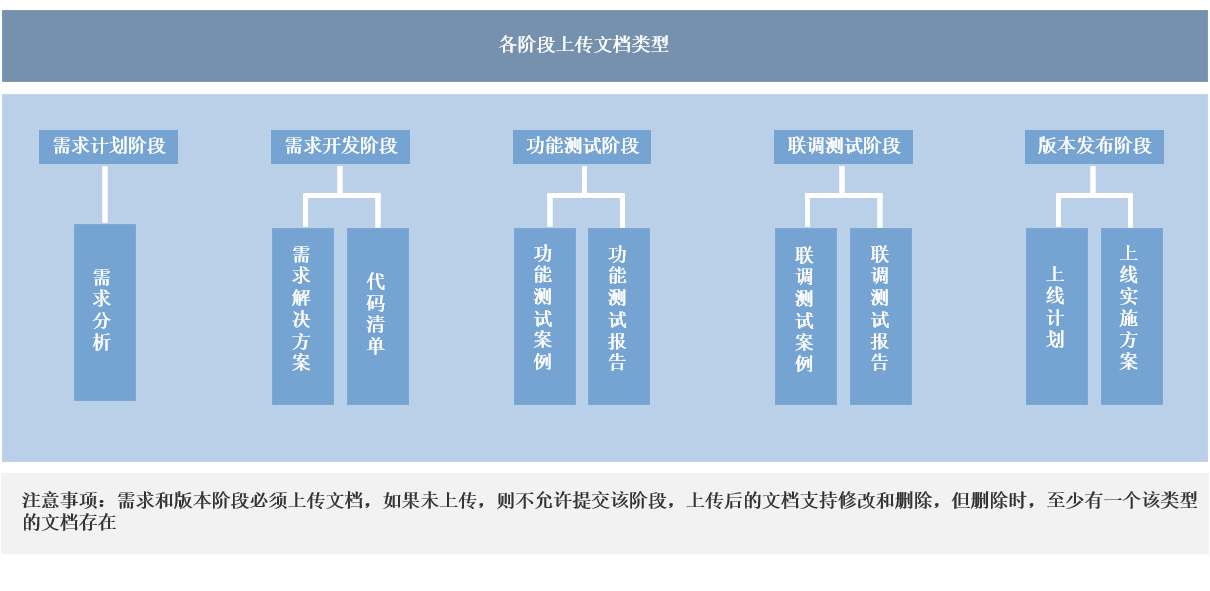 各阶段上传文档类型
需求计划阶段
需求开发阶段
功能测试阶段
联调测试阶段
版本发布阶段
需求分析
需求解决方案
代码清单
功能测试案例
功能测试报告
联调测试案例
联调测试报告
上线计划
上线实施方案
注意事项：需求和版本阶段必须上传文档，如果未上传，则不允许提交该阶段，上传后的文档支持修改和删除，但删除时，至少有一个该类型
的文档存在